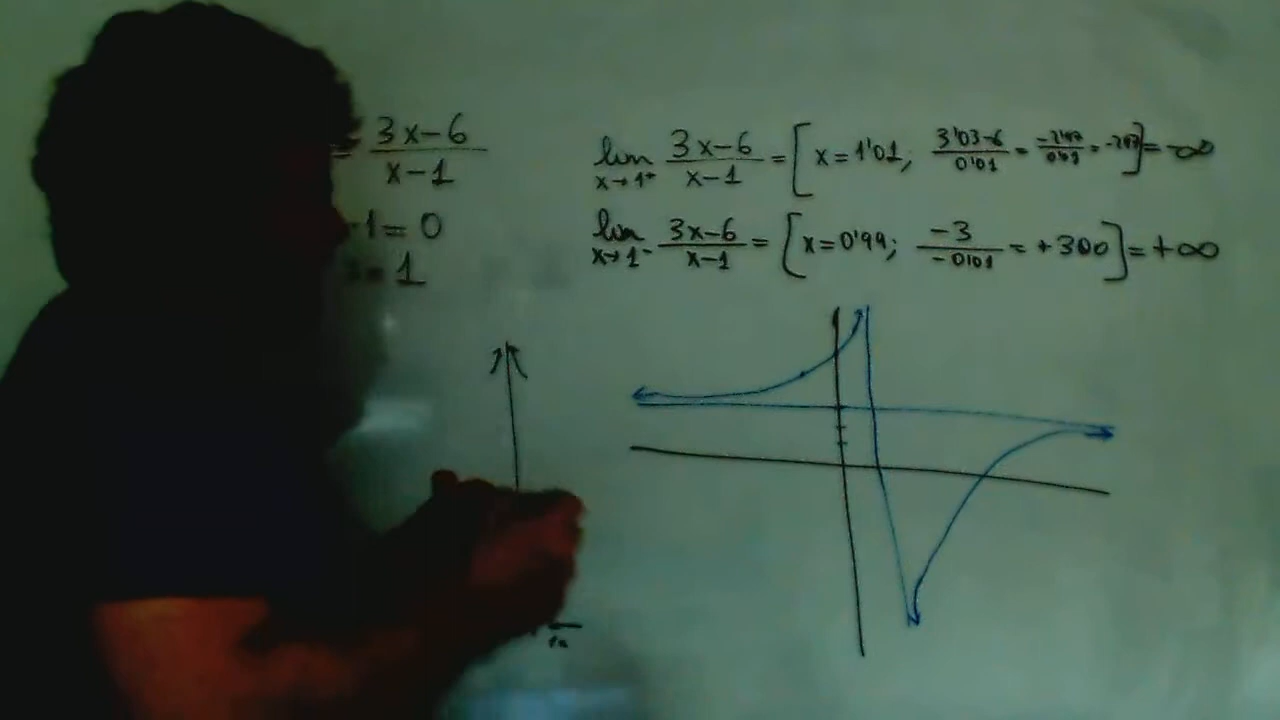 = 3x-6 / x-1
-1 = 0
x = 1
lim x→1⁺ 3x-6 / x-1 = [x = 1'01; 3'03-6 / 0'01 = -2'97 / 0'01 = -297] = -∞
lim x→1⁻ 3x-6 / x-1 = [x = 0'99; -3 / -0'01 = +300] = +∞